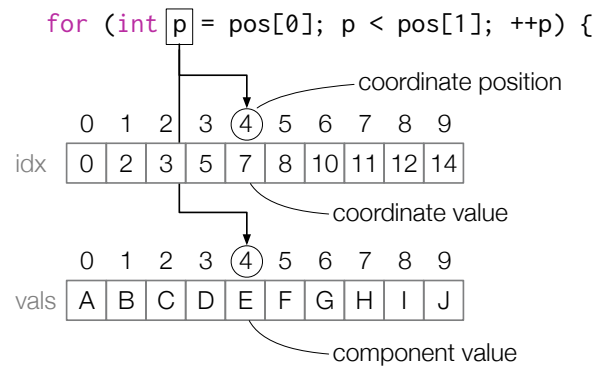 for (int p = pos[0]; p < pos[1]; ++p) {
coordinate position
0 1 2 3 4 5 6 7 8 9
idx 0 2 3 5 7 8 10 11 12 14
coordinate value
0 1 2 3 4 5 6 7 8 9
vals A B C D E F G H I J
component value